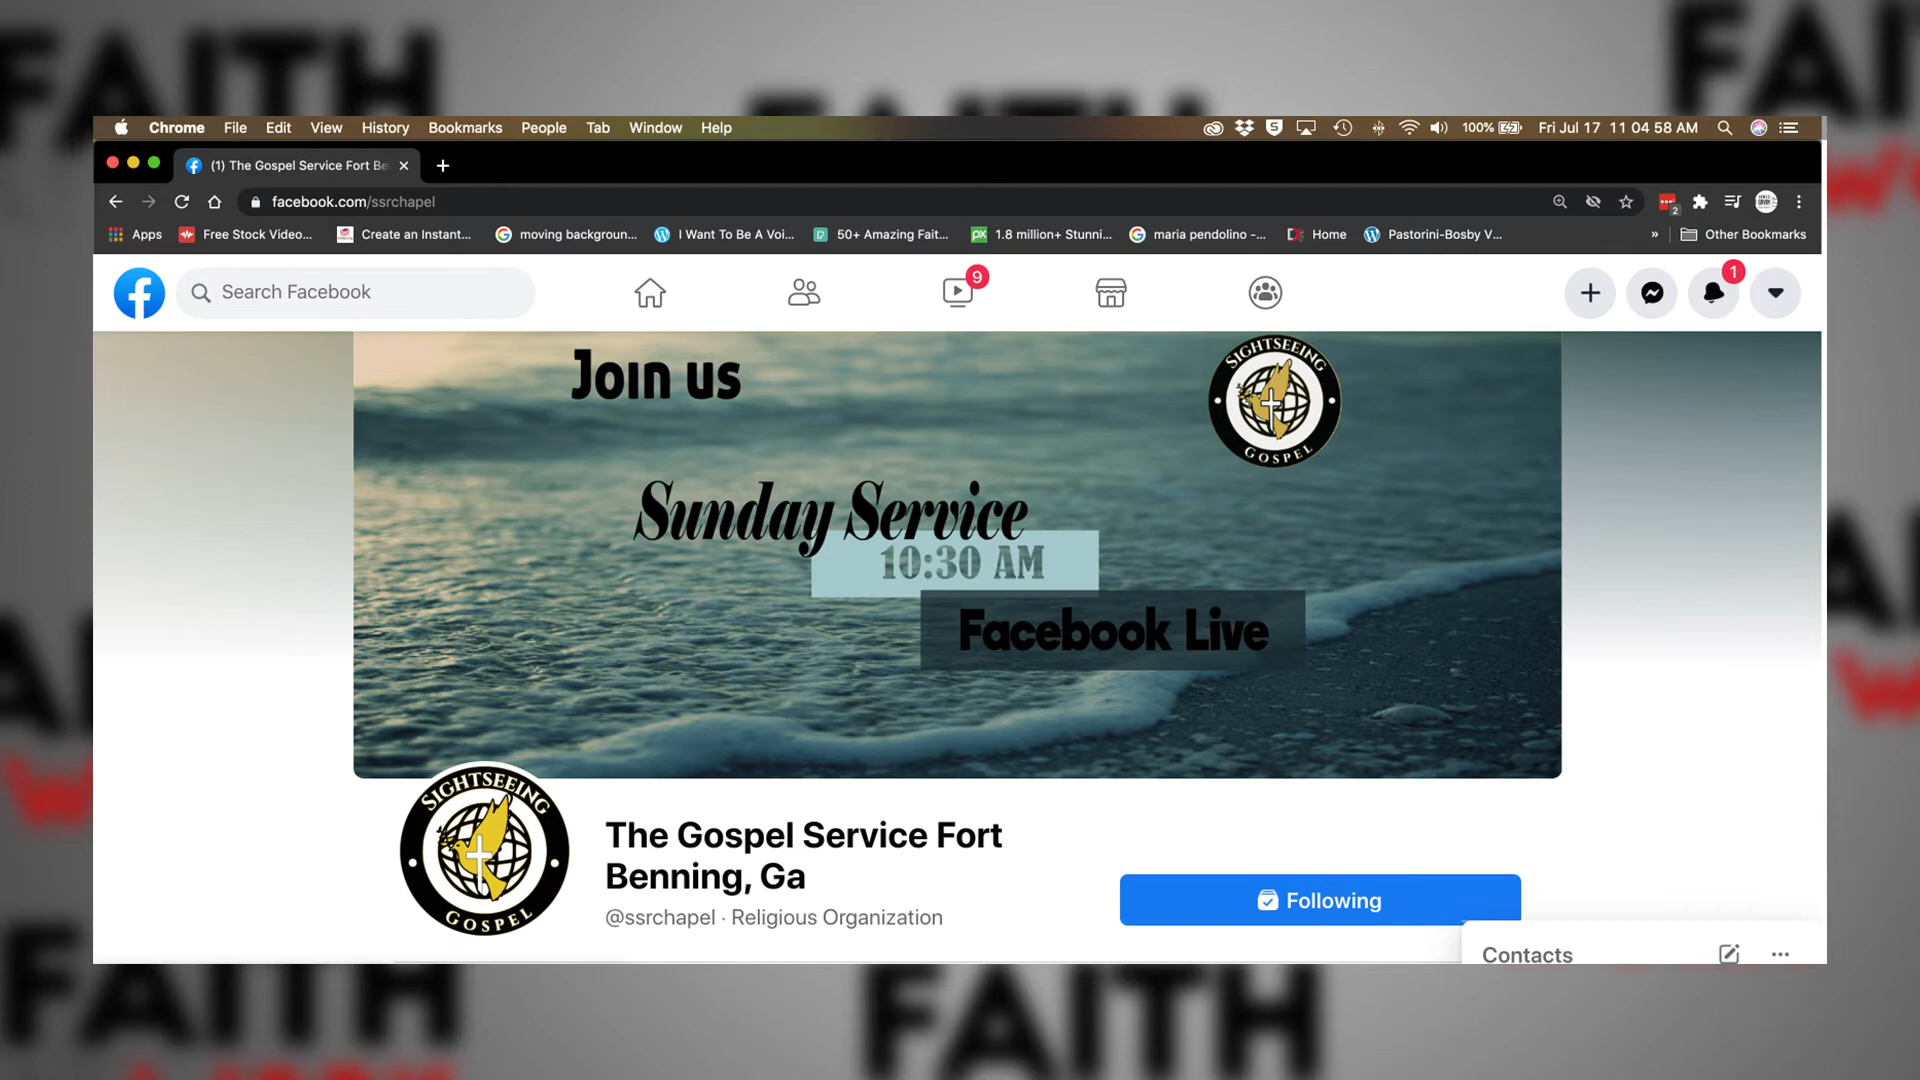 FAITH
FAITH
FAITH
Chrome File Edit View History Bookmarks People Tab Window Help
100% Fri Jul 17 11 04 58 AM
(1) The Gospel Service Fort Be
facebook.com/ssrchapel
2
Apps Free Stock Video... Create an Instant... moving backgroun... I Want To Be A Voi... 50+ Amazing Fait... 1.8 million+ Stunni... maria pendolino -... Home Pastorini-Bosby V... » Other Bookmarks
Search Facebook
9
1
Join us
SIGHTSEEING
GOSPEL
Sunday Service
10:30 AM
Facebook Live
SIGHTSEEING
GOSPEL
The Gospel Service Fort
Benning, Ga
@ssrchapel · Religious Organization
Following
Contacts
FAITH
FAITH